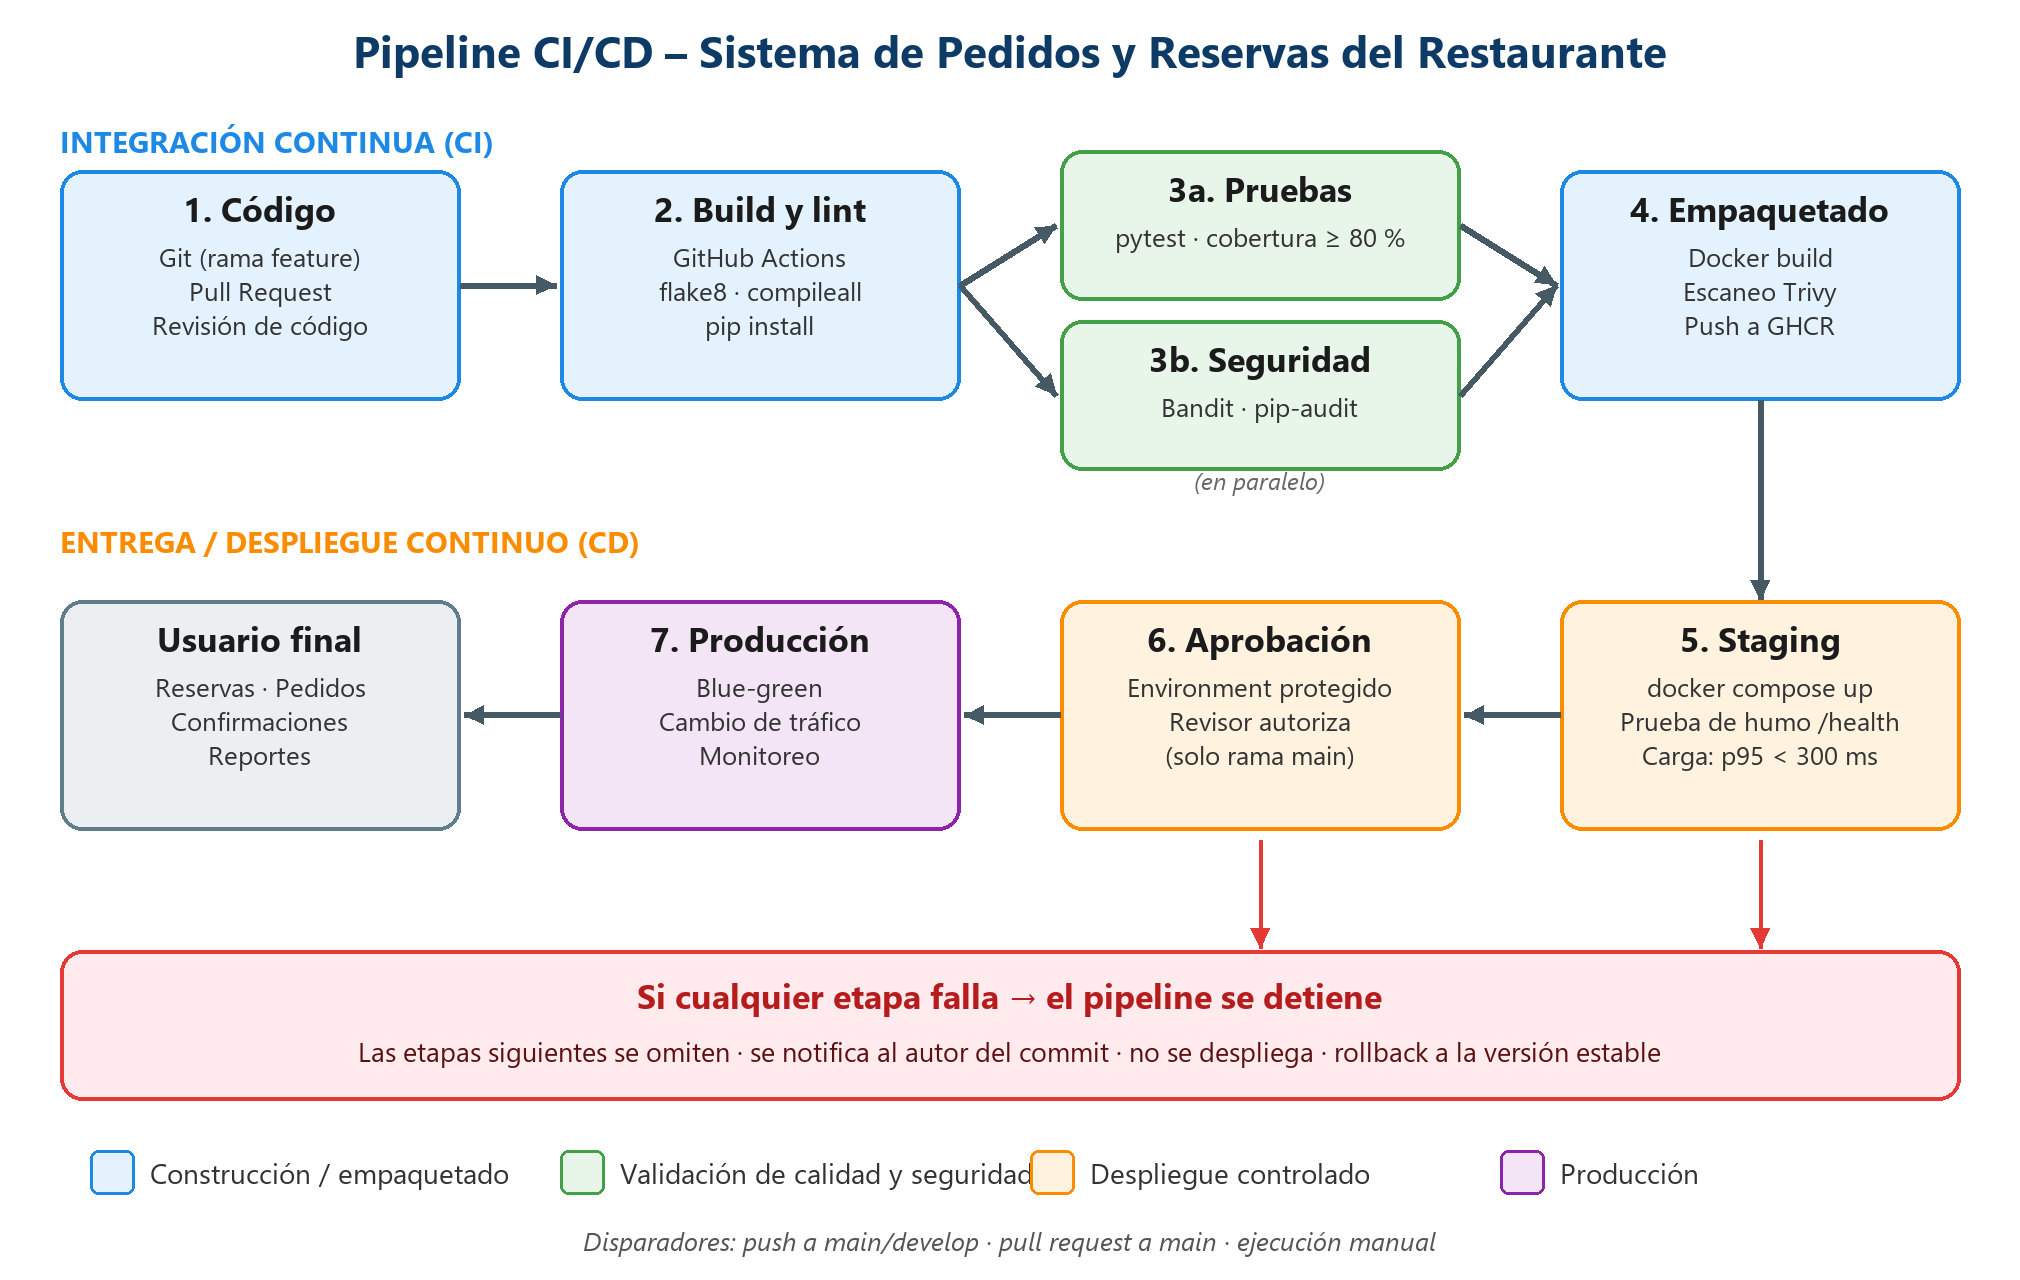 Pipeline CI/CD – Sistema de Pedidos y Reservas del Restaurante
INTEGRACIÓN CONTINUA (CI)
1. Código
Git (rama feature)
Pull Request
Revisión de código
2. Build y lint
GitHub Actions
flake8 · compileall
pip install
3a. Pruebas
pytest · cobertura ≥ 80 %
3b. Seguridad
Bandit · pip-audit
(en paralelo)
4. Empaquetado
Docker build
Escaneo Trivy
Push a GHCR
ENTREGA / DESPLIEGUE CONTINUO (CD)
Usuario final
Reservas · Pedidos
Confirmaciones
Reportes
7. Producción
Blue-green
Cambio de tráfico
Monitoreo
6. Aprobación
Environment protegido
Revisor autoriza
(solo rama main)
5. Staging
docker compose up
Prueba de humo /health
Carga: p95 < 300 ms
Si cualquier etapa falla → el pipeline se detiene
Las etapas siguientes se omiten · se notifica al autor del commit · no se despliega · rollback a la versión estable
Construcción / empaquetado
Validación de calidad y seguridad
Despliegue controlado
Producción
Disparadores: push a main/develop · pull request a main · ejecución manual